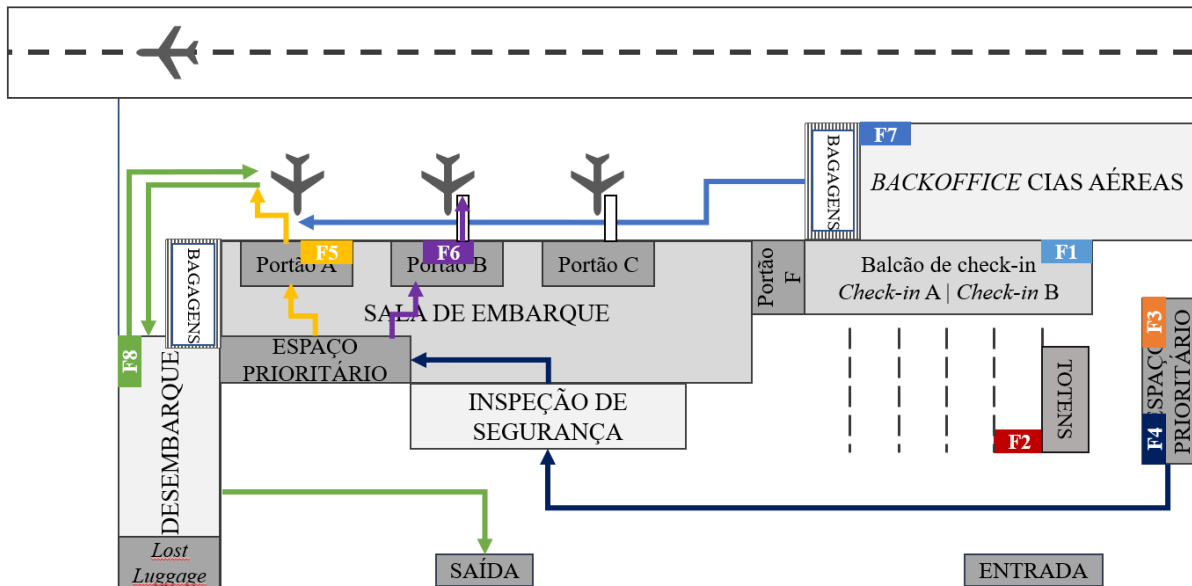 F7
BAGAGENS
BACKOFFICE CIAS AÉREAS
F5
F6
F1
Portão A
Portão B
Portão C
Portão
F
Balcão de check-in
Check-in A | Check-in B
BAGAGENS
SALA DE EMBARQUE
F8
ESPAÇO
PRIORITÁRIO
INSPEÇÃO DE
SEGURANÇA
F2
TOTENS
F3
F4
ESPAÇO
PRIORITÁRIO
DESEMBARQUE
Lost
Luggage
SAÍDA
ENTRADA